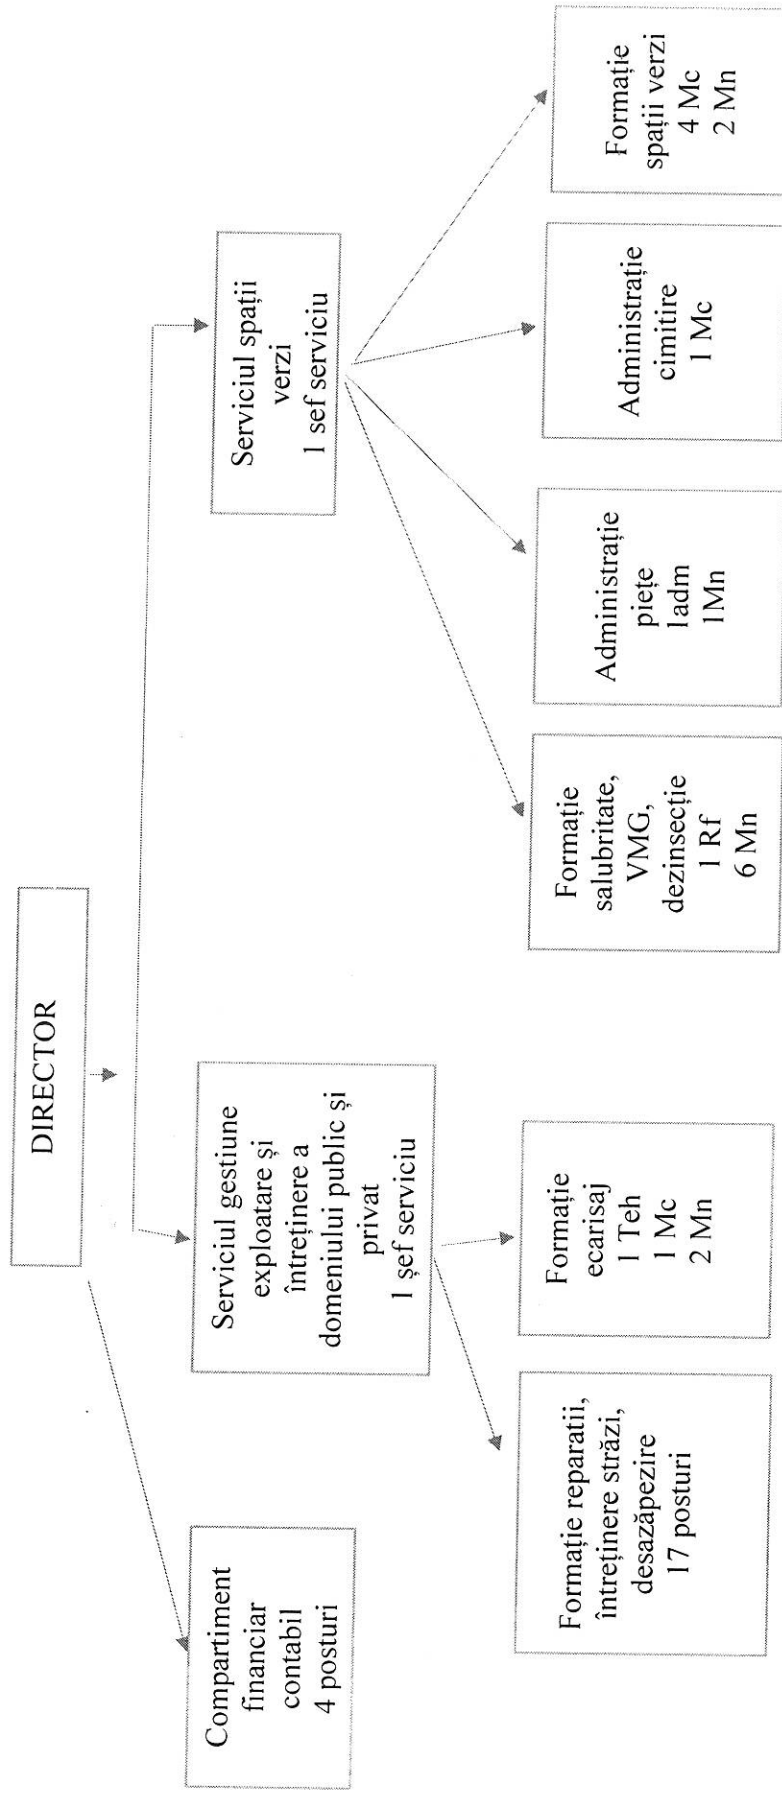 DIRECTOR
Compartiment
financiar
contabil
4 posturi
Serviciul gestiune
exploatare și
întreținere a
domeniului public și
privat
1 șef serviciu
Serviciul spații
verzi
1 sef serviciu
Formație reparatii,
întreținere străzi,
desazăpezire
17 posturi
Formație
ecarisaj
1 Teh
1 Mc
2 Mn
Formație
salubritate,
VMG,
dezinsecție
1 Rf
6 Mn
Administrație
piețe
1adm
1Mn
Administrație
cimitire
1 Mc
Formație
spații verzi
4 Mc
2 Mn